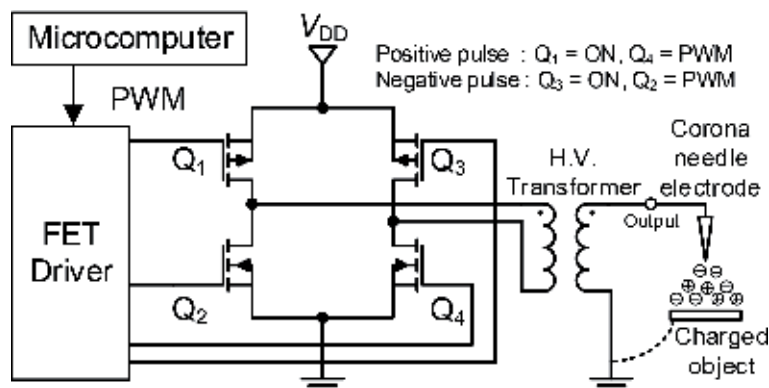 Microcomputer
PWM
FET
Driver
V_DD
Positive pulse : Q₁ = ON, Q₄ = PWM
Negative pulse : Q₃ = ON, Q₂ = PWM
Q₁
Q₃
Q₂
Q₄
H.V.
Transformer
Output
Corona
needle
electrode
⊖⊖
⊕⊕⊖
⊖⊖⊕⊕
Charged
object